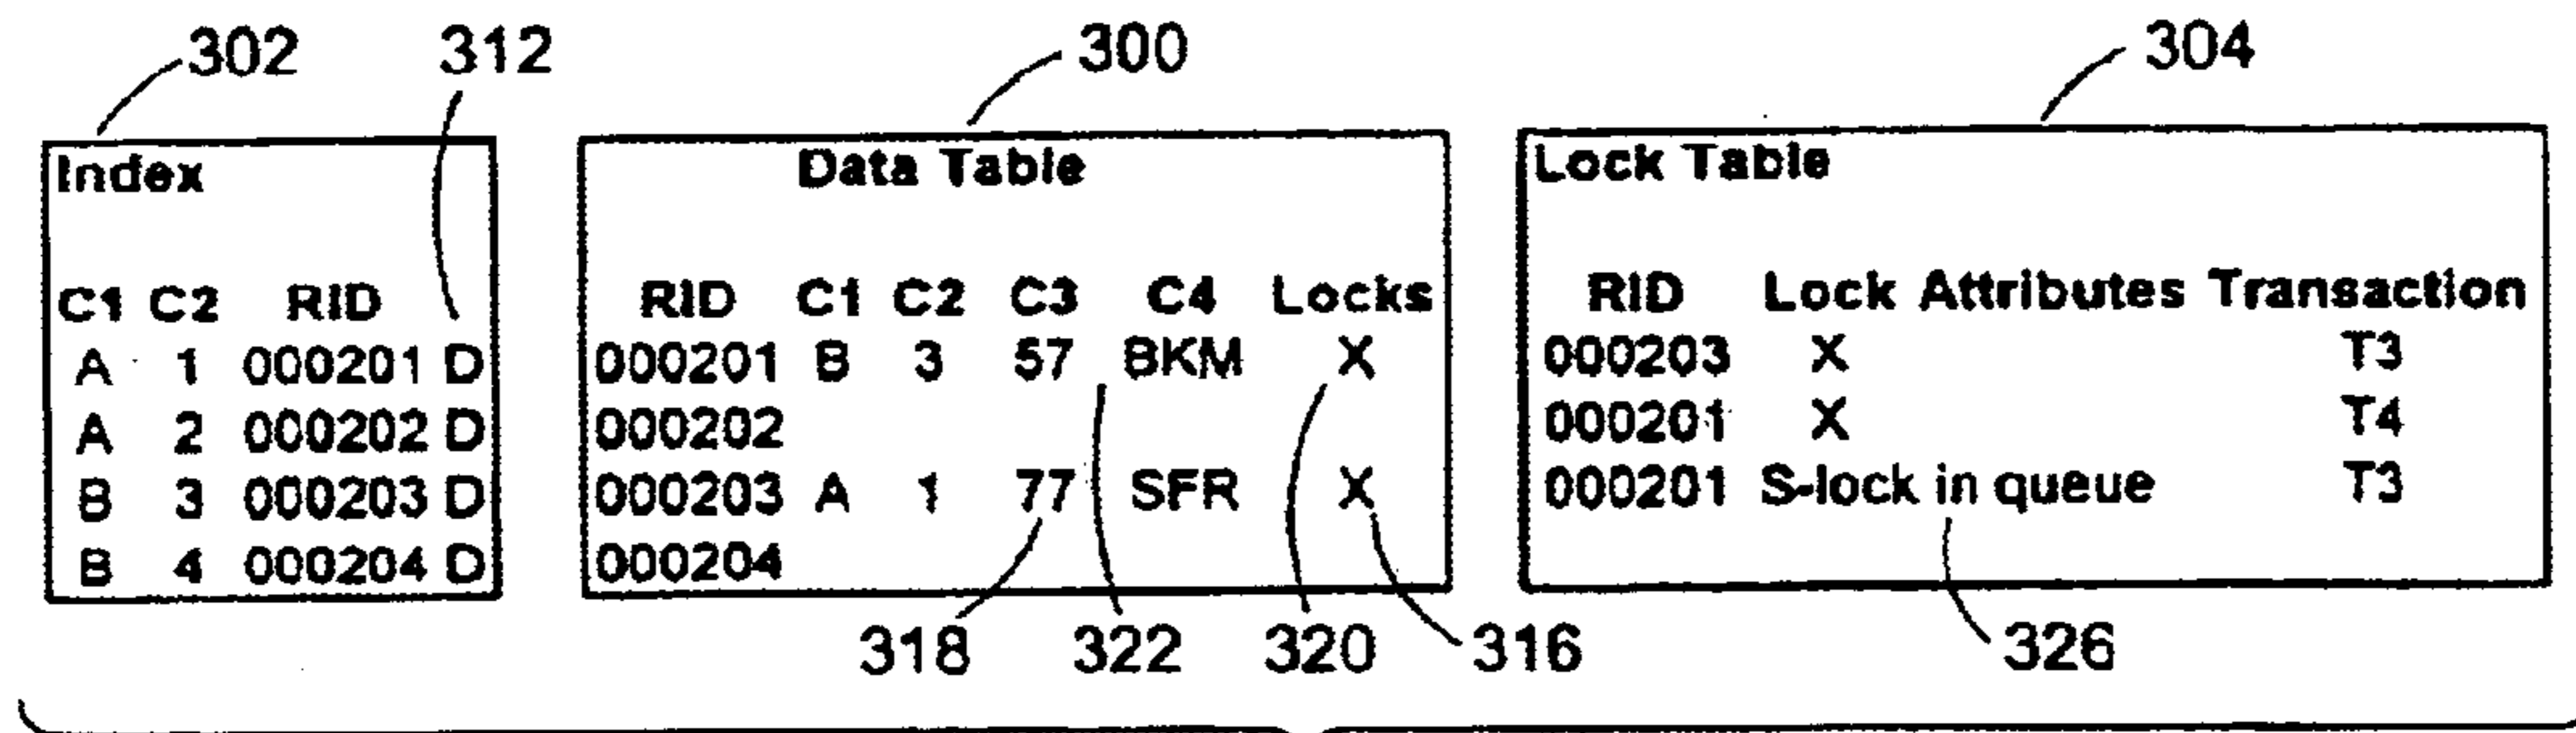 302 312 300 304
Index
C1 C2 RID
A 1 000201 D
A 2 000202 D
B 3 000203 D
B 4 000204 D
Data Table
RID C1 C2 C3 C4 Locks
000201 B 3 57 BKM X
000202
000203 A 1 77 SFR X
000204
Lock Table
RID Lock Attributes Transaction
000203 X T3
000201 X T4
000201 S-lock in queue T3
318 322 320 316 326